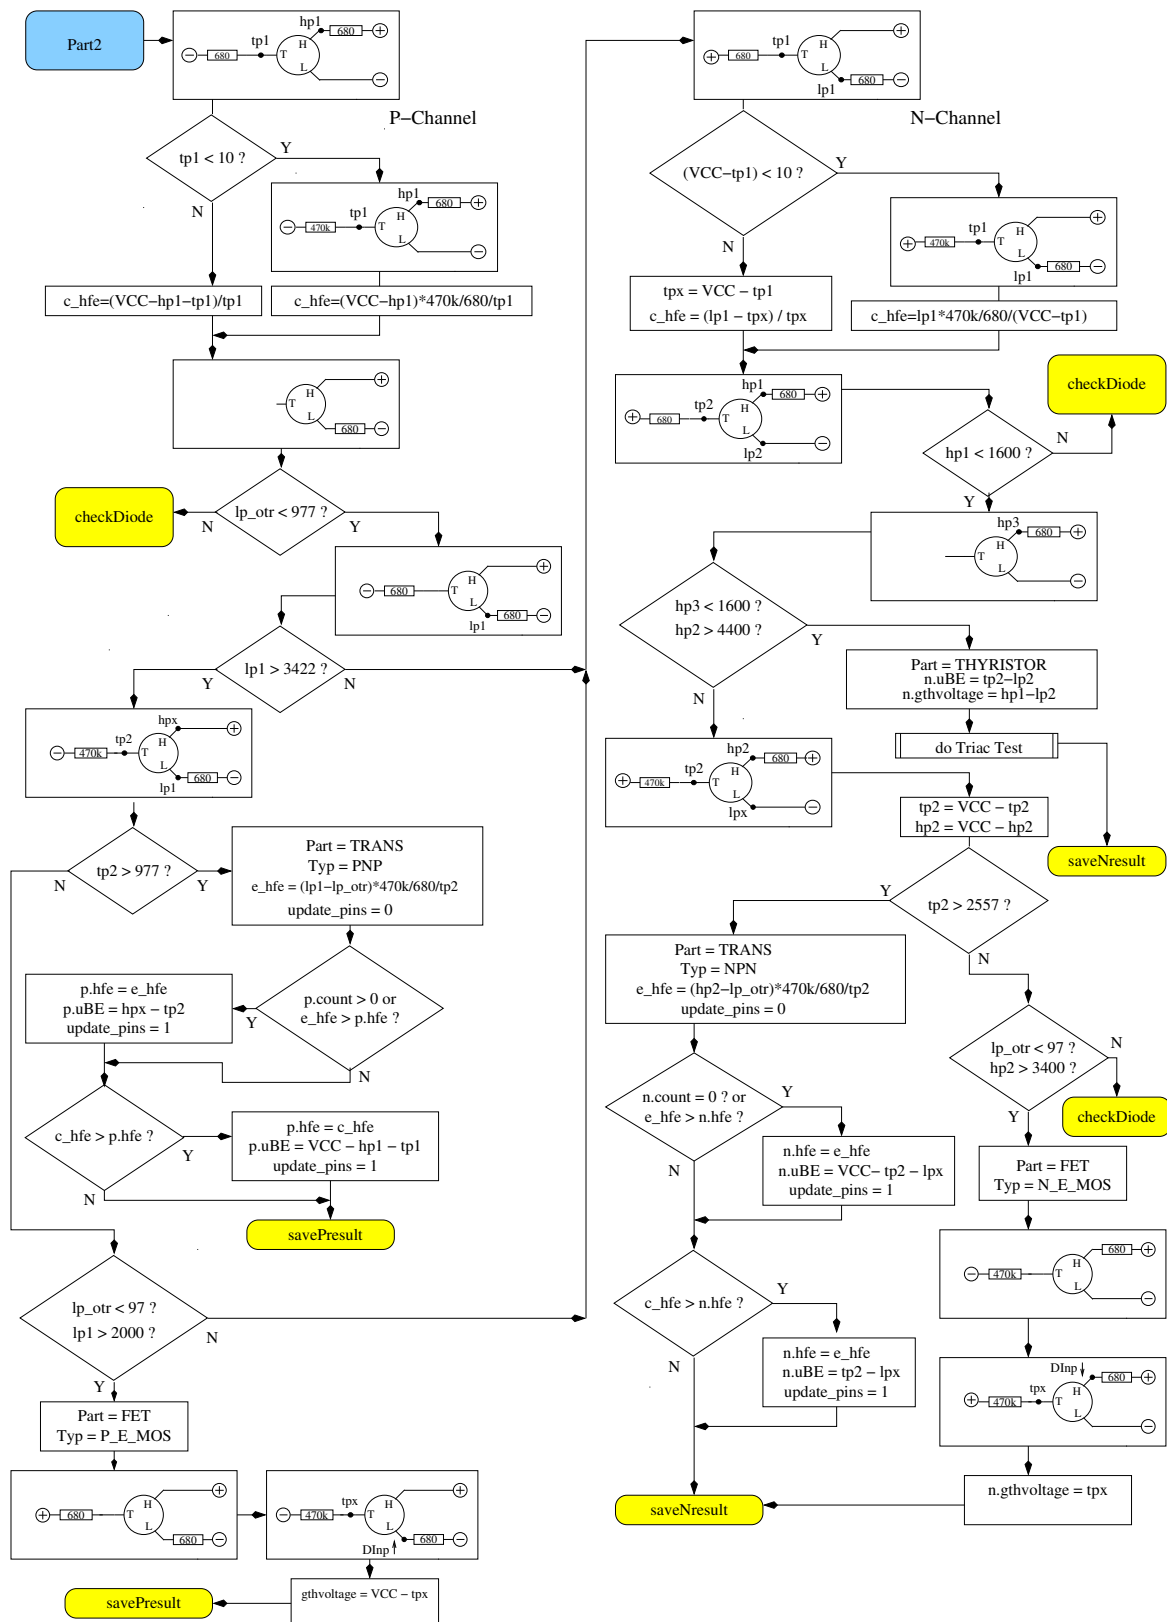 Part2
hp1
680
+
−
680
tp1
T
H
L
−
P−Channel
tp1 < 10 ?
Y
N
hp1
680
+
−
470k
tp1
T
H
L
−
c_hfe=(VCC−hp1−tp1)/tp1
c_hfe=(VCC−hp1)*470k/680/tp1
T
H
L
+
680
−
checkDiode
N
lp_otr < 977 ?
Y
−
680
T
H
L
+
lp1
680
−
lp1 > 3422 ?
Y
N
hpx
+
−
470k
tp2
T
H
L
lp1
680
−
tp2 > 977 ?
N
Y
Part = TRANS
Typ = PNP
e_hfe = (lp1−lp_otr)*470k/680/tp2
update_pins = 0
p.count > 0 or
e_hfe > p.hfe ?
Y
N
p.hfe = e_hfe
p.uBE = hpx − tp2
update_pins = 1
c_hfe > p.hfe ?
Y
N
p.hfe = c_hfe
p.uBE = VCC − hp1 − tp1
update_pins = 1
savePresult
lp_otr < 97 ?
lp1 > 2000 ?
N
Y
Part = FET
Typ = P_E_MOS
+
680
T
H
L
+
680
−
−
470k
tpx
T
H
L
+
680
−
DInp
gthvoltage = VCC − tpx
savePresult
+
680
tp1
T
H
L
+
lp1
680
−
N−Channel
(VCC−tp1) < 10 ?
Y
N
+
470k
tp1
T
H
L
+
lp1
680
−
tpx = VCC − tp1
c_hfe = (lp1 − tpx) / tpx
c_hfe=lp1*470k/680/(VCC−tp1)
hp1
680
+
+
680
tp2
T
H
L
lp2
−
checkDiode
hp1 < 1600 ?
N
Y
hp3
680
+
T
H
L
−
hp3 < 1600 ?
hp2 > 4400 ?
Y
N
Part = THYRISTOR
n.uBE = tp2−lp2
n.gthvoltage = hp1−lp2
do Triac Test
hp2
680
+
+
470k
tp2
T
H
L
lpx
−
tp2 = VCC − tp2
hp2 = VCC − hp2
saveNresult
tp2 > 2557 ?
Y
N
Part = TRANS
Typ = NPN
e_hfe = (hp2−lp_otr)*470k/680/tp2
update_pins = 0
n.count = 0 ? or
e_hfe > n.hfe ?
Y
N
n.hfe = e_hfe
n.uBE = VCC− tp2 − lpx
update_pins = 1
c_hfe > n.hfe ?
Y
N
n.hfe = e_hfe
n.uBE = tp2 − lpx
update_pins = 1
lp_otr < 97 ?
hp2 > 3400 ?
N
Y
checkDiode
Part = FET
Typ = N_E_MOS
680
+
−
470k
T
H
L
−
DInp
680
+
+
470k
tpx
T
H
L
−
n.gthvoltage = tpx
saveNresult